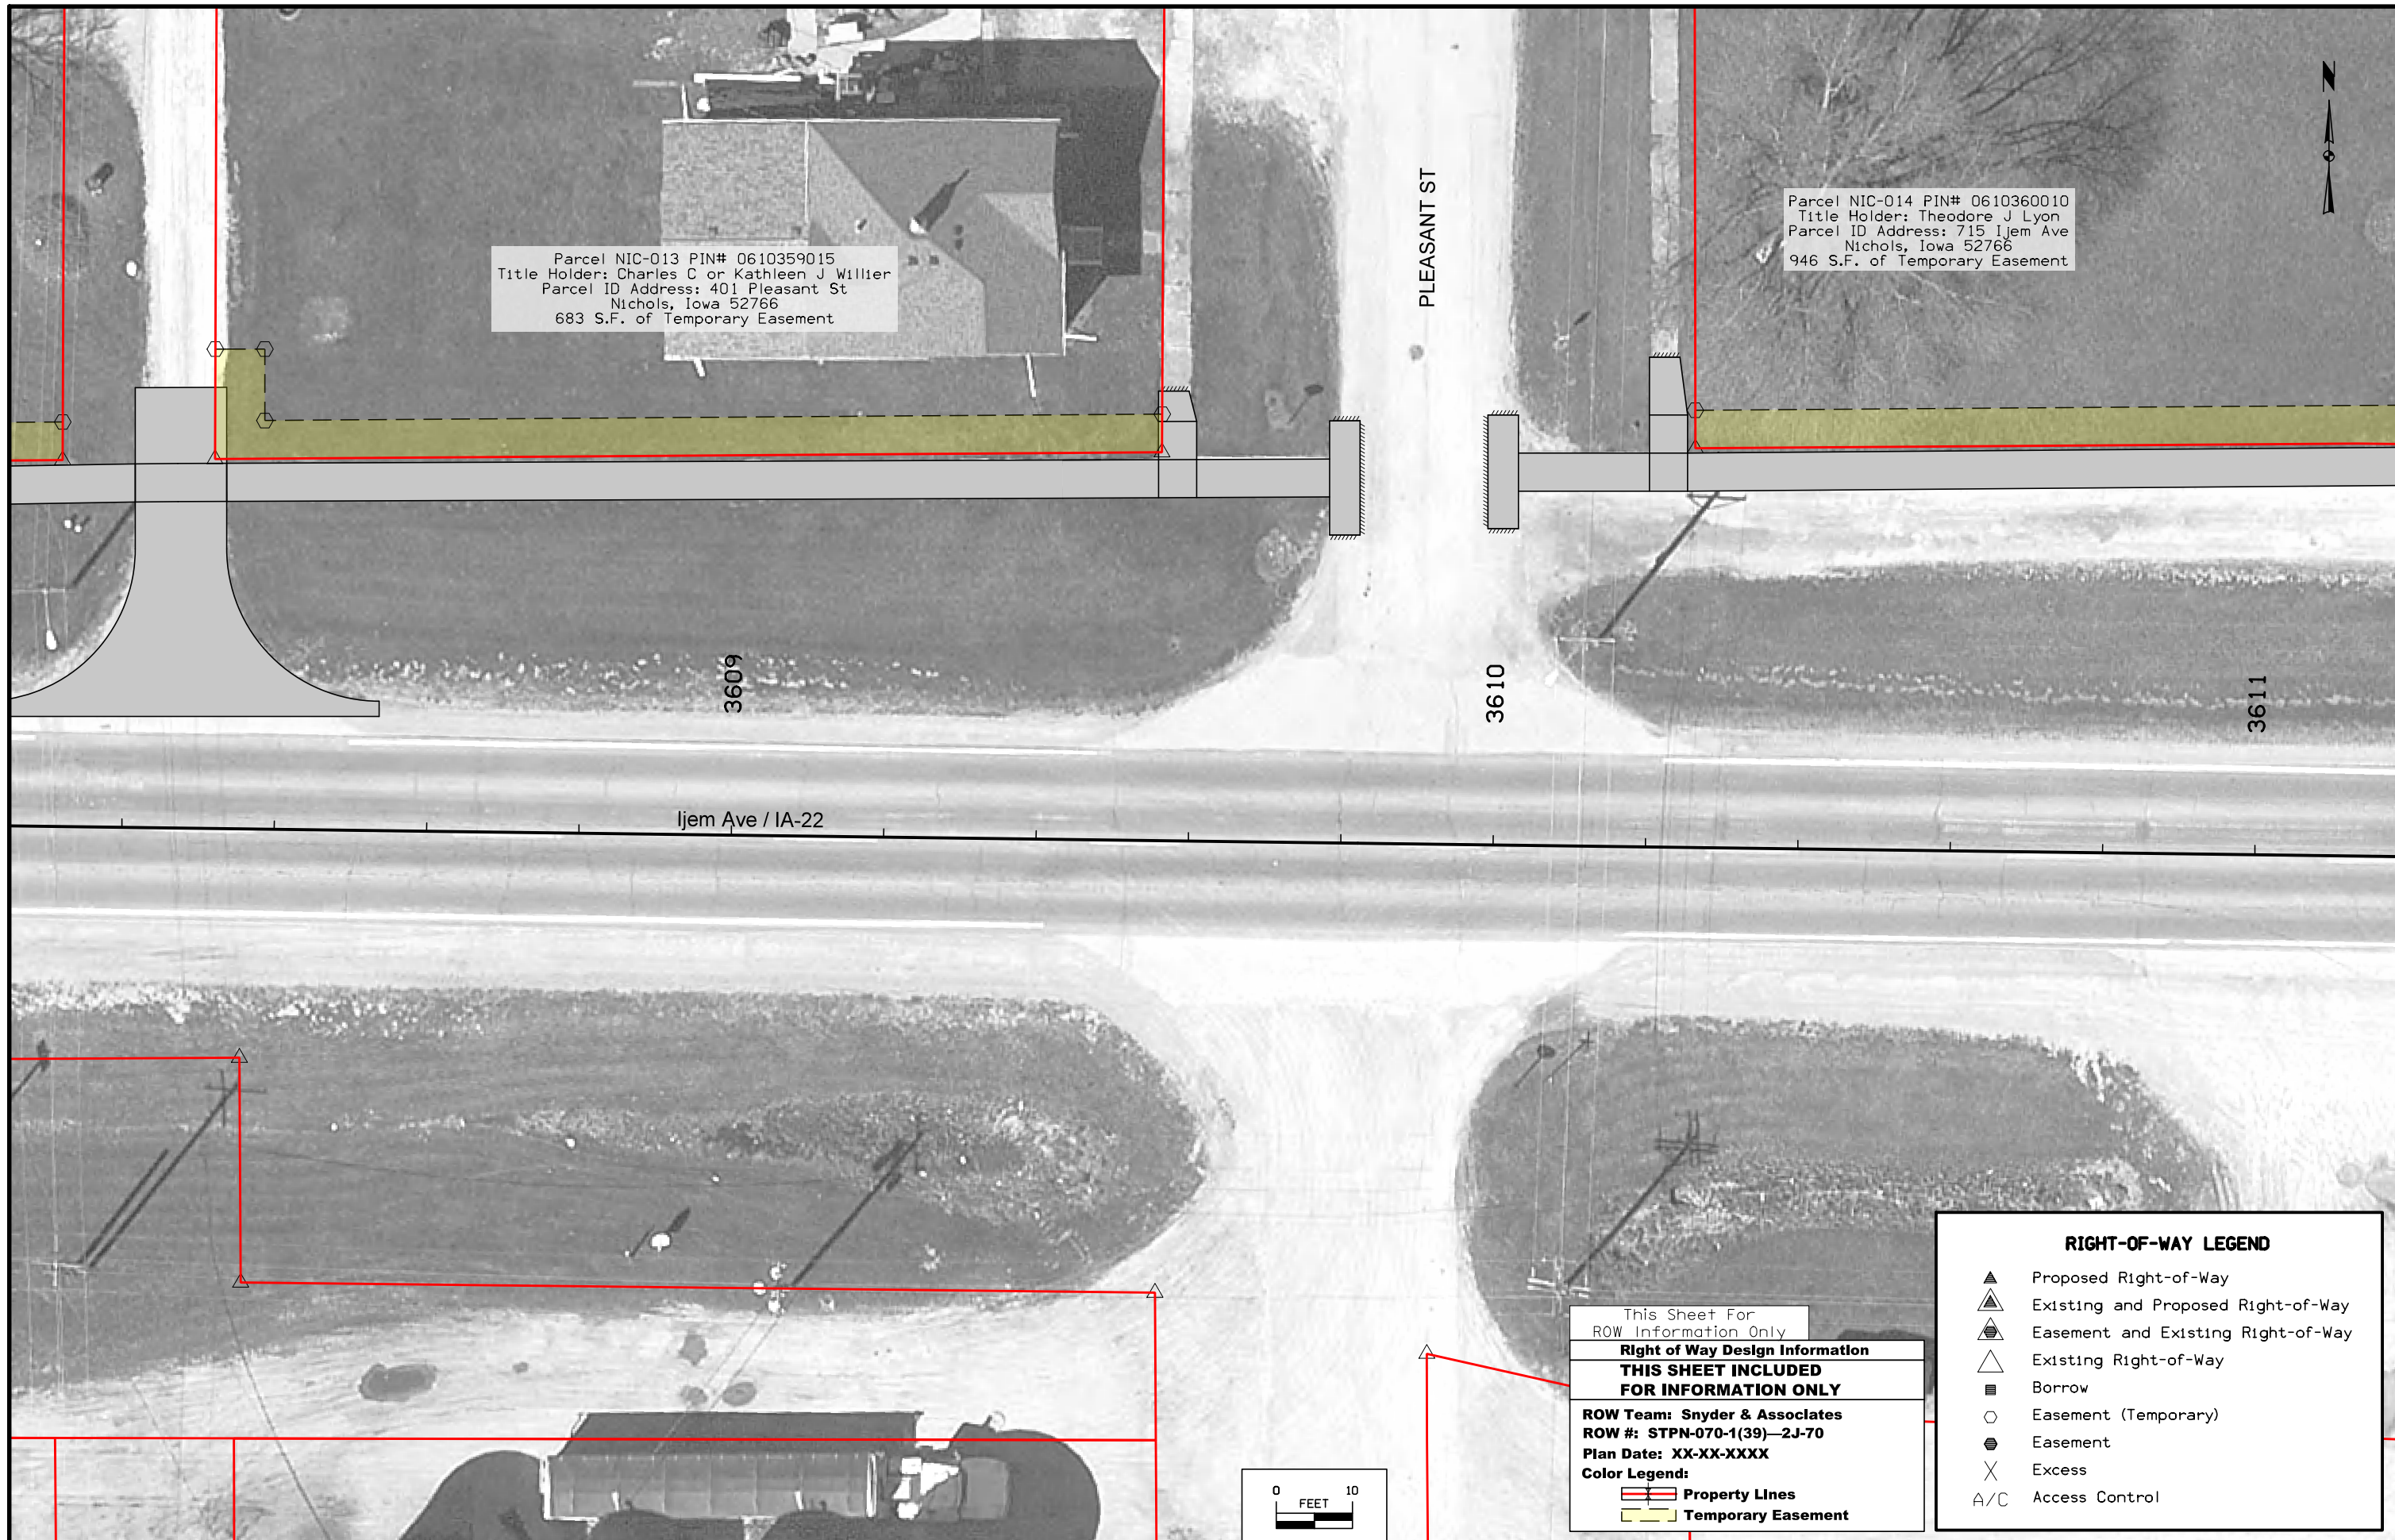 N
PLEASANT ST
Parcel NIC-013 PIN# 0610359015
Title Holder: Charles C or Kathleen J Willier
Parcel ID Address: 401 Pleasant St
Nichols, Iowa 52766
683 S.F. of Temporary Easement
Parcel NIC-014 PIN# 0610360010
Title Holder: Theodore J Lyon
Parcel ID Address: 715 Ijem Ave
Nichols, Iowa 52766
946 S.F. of Temporary Easement
3609
3610
3611
Ijem Ave / IA-22
This Sheet For
ROW Information Only
Right of Way Design Information
THIS SHEET INCLUDED
FOR INFORMATION ONLY
ROW Team: Snyder & Associates
ROW #: STPN-070-1(39)—2J-70
Plan Date: XX-XX-XXXX
Color Legend:
Property Lines
Temporary Easement
0 10
FEET
RIGHT-OF-WAY LEGEND
Proposed Right-of-Way
Existing and Proposed Right-of-Way
Easement and Existing Right-of-Way
Existing Right-of-Way
Borrow
Easement (Temporary)
Easement
Excess
A/C Access Control